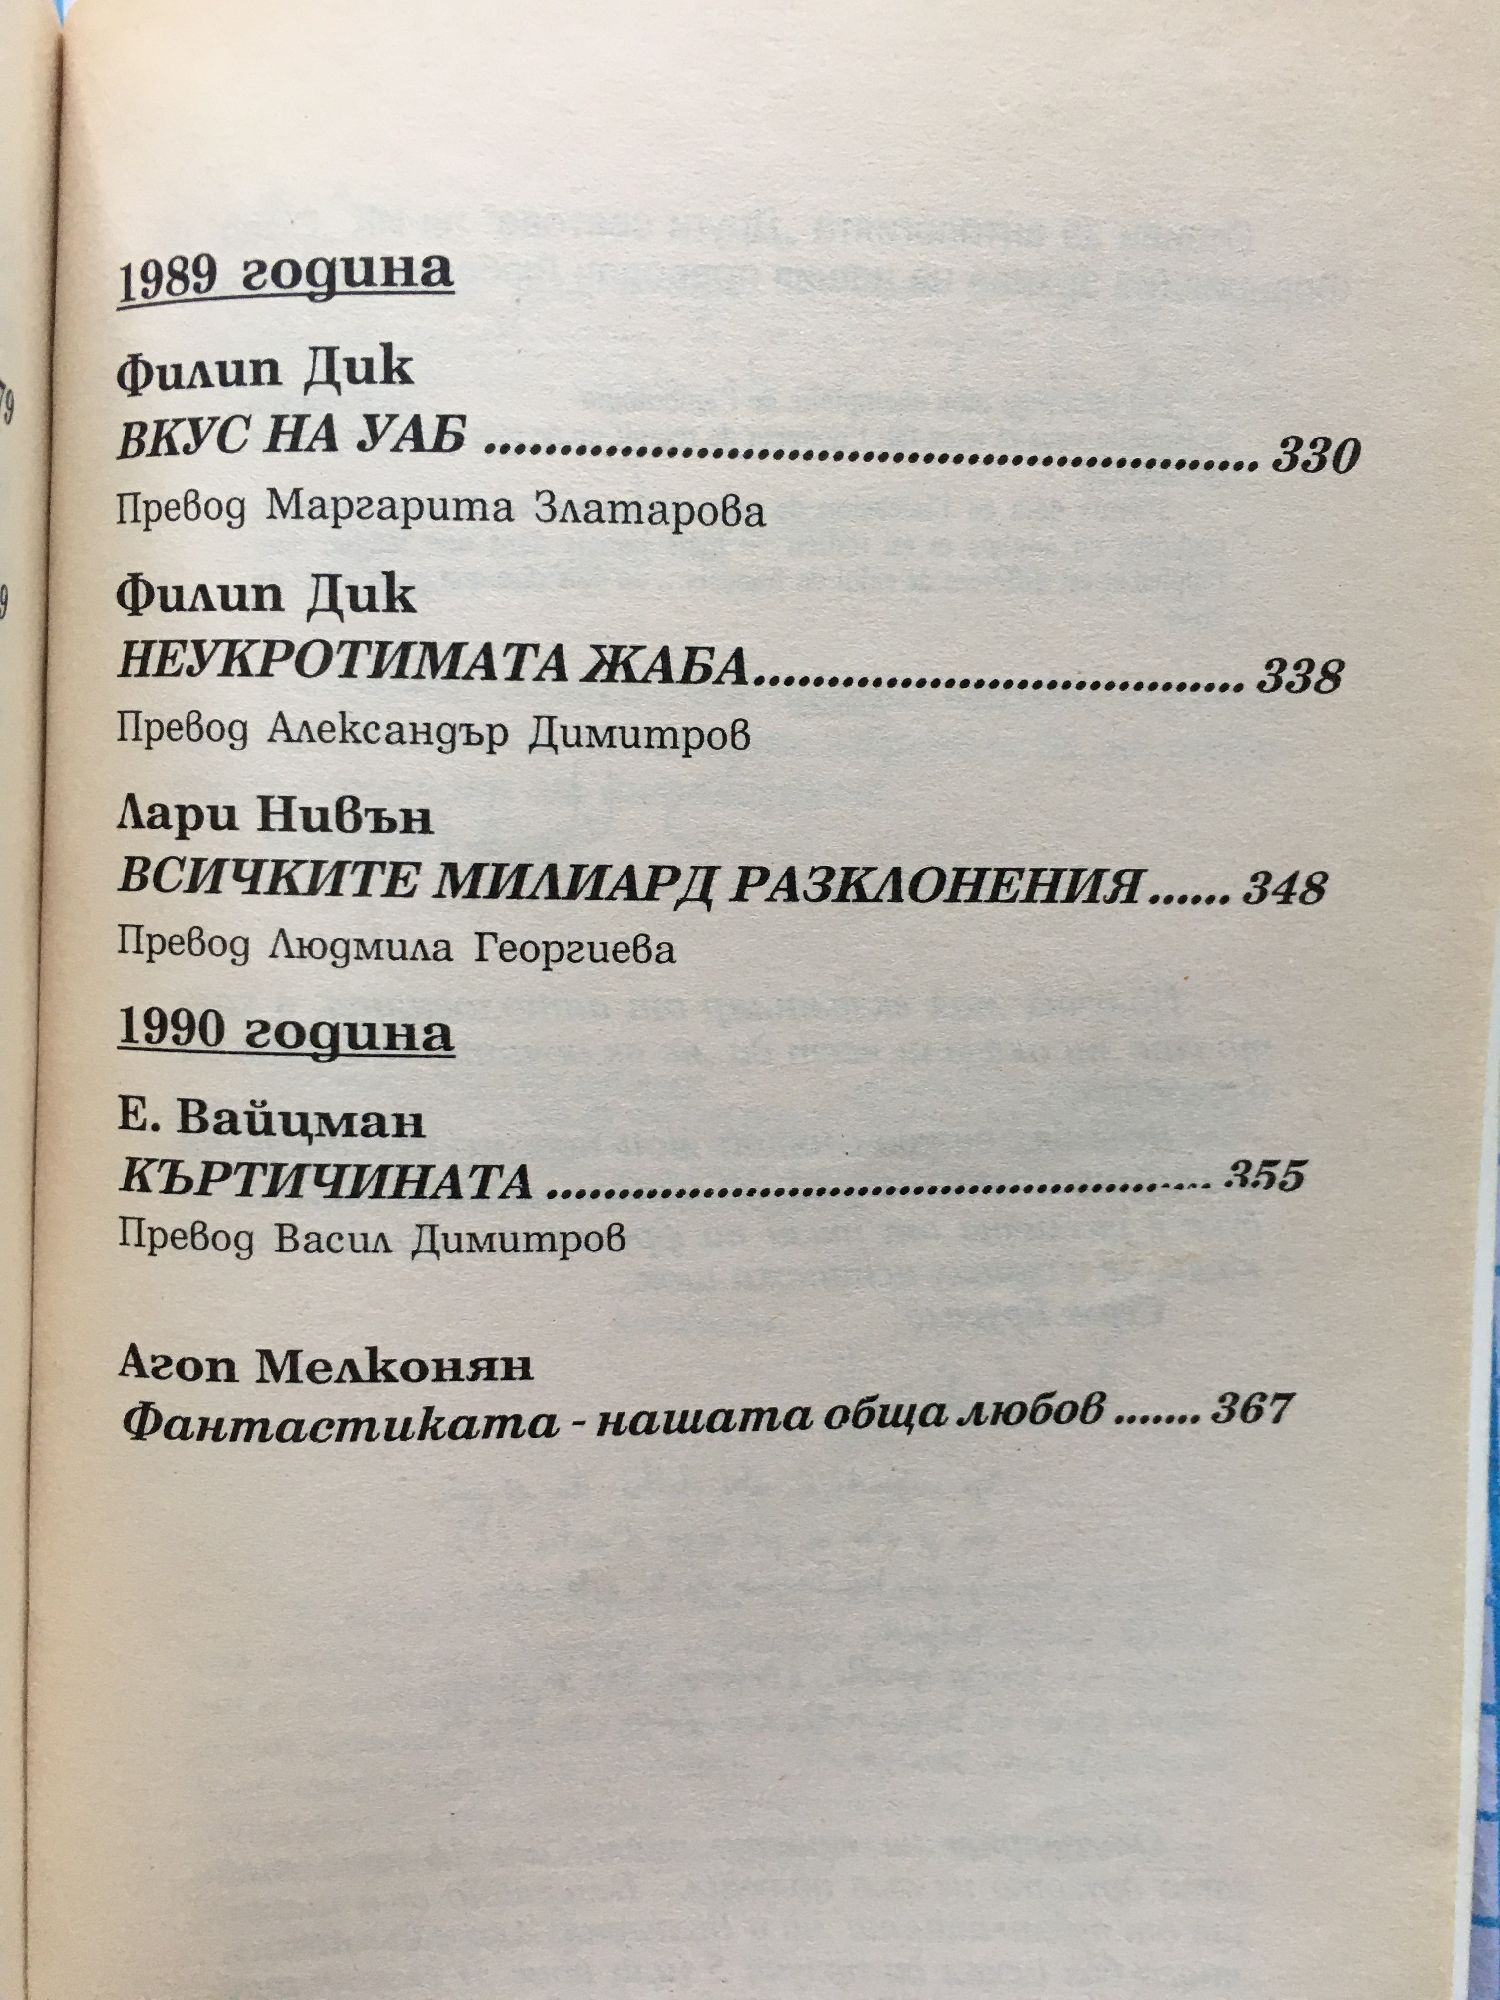 1989 година
Филип Дик
ВКУС НА УАБ .................................................... 330
Превод Маргарита Златарова
Филип Дик
НЕУКРОТИМАТА ЖАБА................................. 338
Превод Александър Димитров
Лари Нивън
ВСИЧКИТЕ МИЛИАРД РАЗКЛОНЕНИЯ...... 348
Превод Людмила Георгиева
1990 година
Е. Вайцман
КЪРТИЧИНАТА ............................................... 355
Превод Васил Димитров
Агоп Мелконян
Фантастиката - нашата обща любов ....... 367